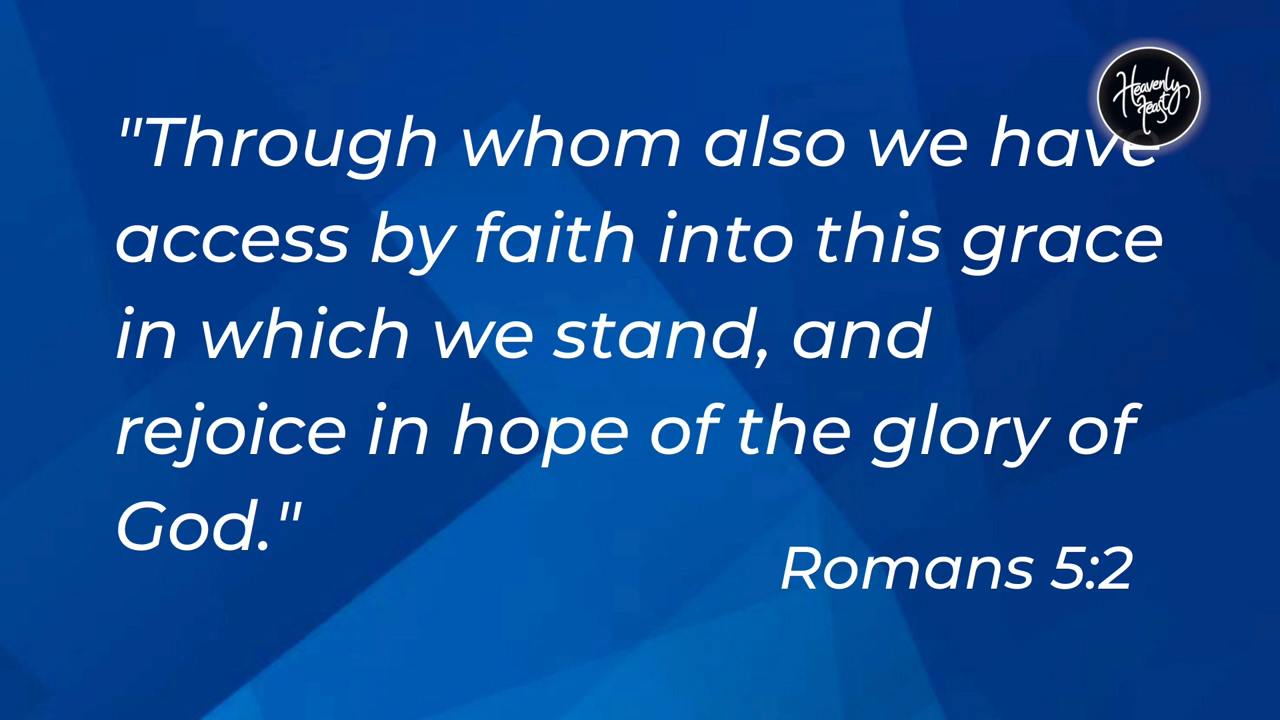 Heavenly
Feast
"Through whom also we have
access by faith into this grace
in which we stand, and
rejoice in hope of the glory of
God."
Romans 5:2